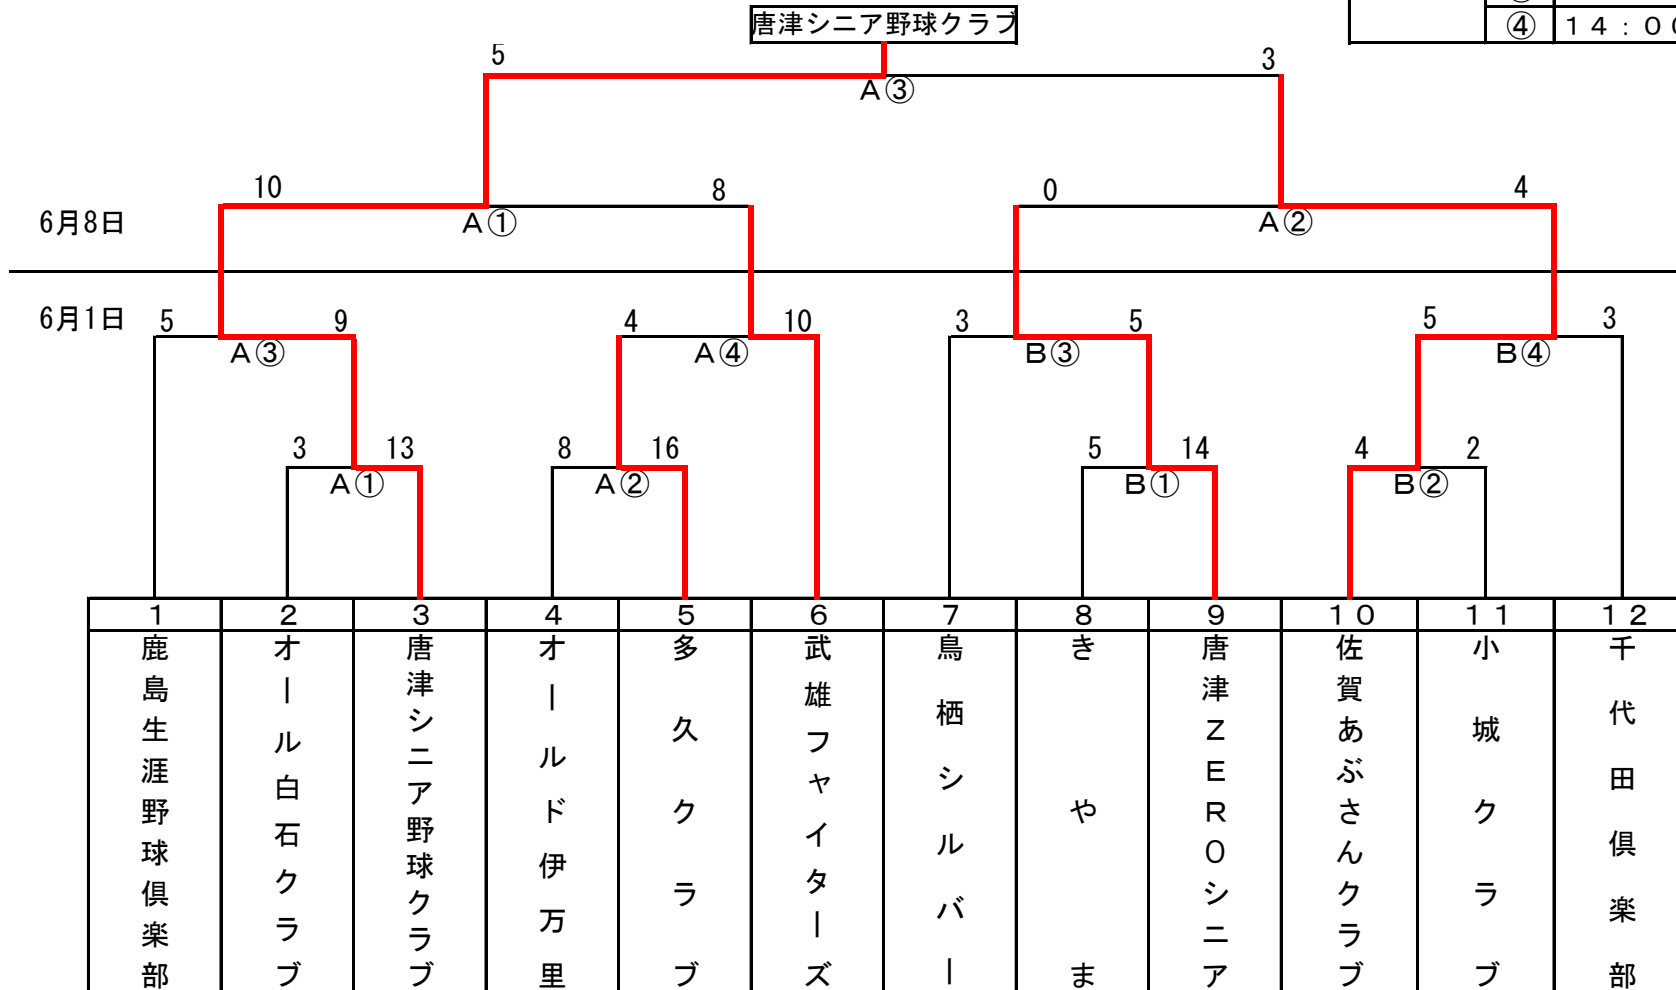 唐津シニア野球クラブ
④ 14:00
5 3
A③
10 8 0 4
6月8日
A① A②
6月1日
5 9 4 10 3 5 5 3
A③ A④ B③ B④
3 13 8 16 5 14 4 2
A① A② B① B②
1 2 3 4 5 6 7 8 9 10 11 12
鹿島生涯野球倶楽部
オール白石クラブ
唐津シニア野球クラブ
オールド伊万里
多久クラブ
武雄ファイターズ
鳥栖シルバー
きやま
唐津ZEROシニア
佐賀あぶさんクラブ
小城クラブ
千代田倶楽部